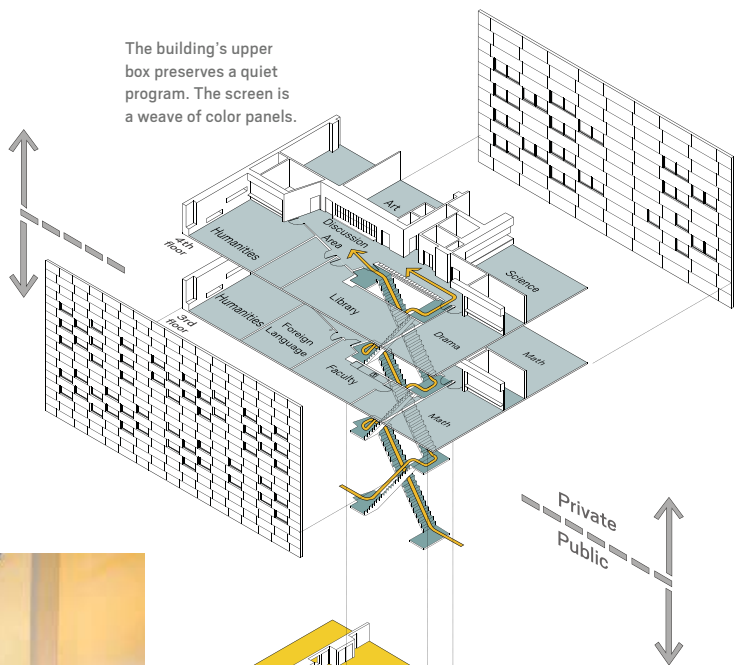 The building's upper
box preserves a quiet
program. The screen is
a weave of color panels.
Art
Discussion
Area
Humanities
4th
floor
Science
Library
Humanities
3rd
floor
Foreign
Language
Drama
Math
Faculty
Math
Private
Public